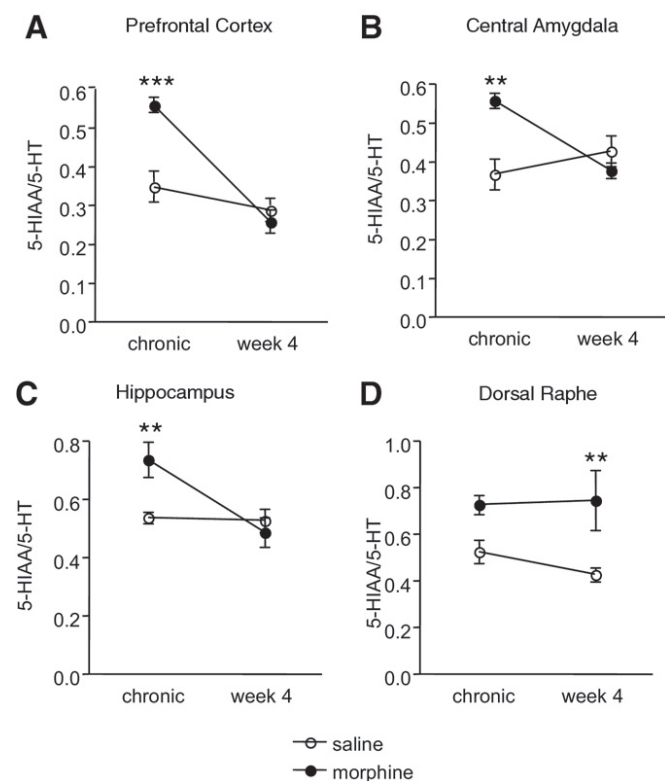 A
Prefrontal Cortex
***
5-HIAA/5-HT
0.6
0.5
0.4
0.3
0.2
0.1
0.0
chronic
week 4
B
Central Amygdala
**
5-HIAA/5-HT
0.6
0.5
0.4
0.3
0.2
0.1
0.0
chronic
week 4
C
Hippocampus
**
5-HIAA/5-HT
0.8
0.6
0.4
0.2
0.0
chronic
week 4
D
Dorsal Raphe
**
5-HIAA/5-HT
1.0
0.8
0.6
0.4
0.2
0.0
chronic
week 4
saline
morphine